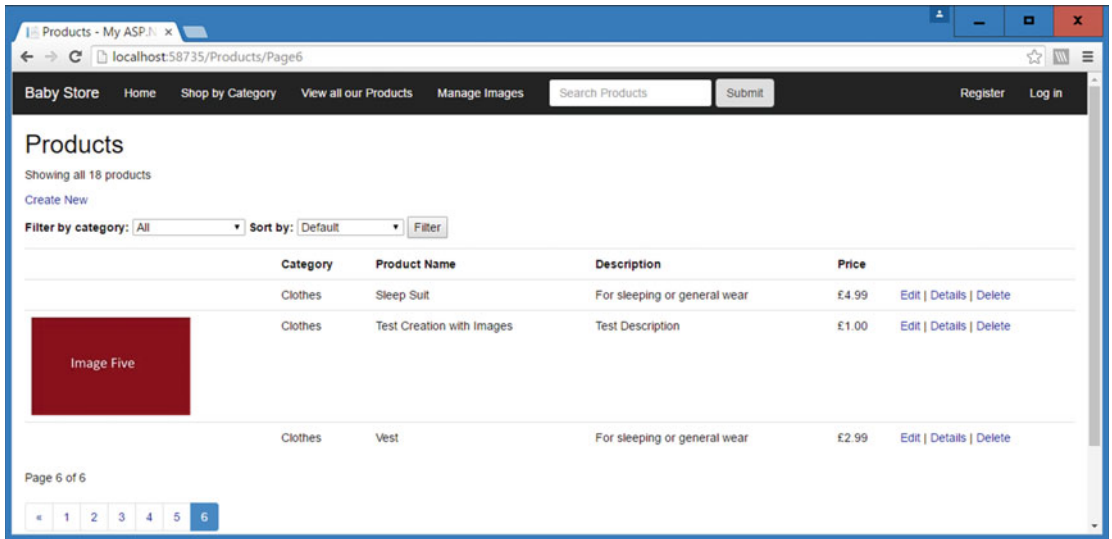 Products - My ASP.N
localhost:58735/Products/Page6
Baby Store Home Shop by Category View all our Products Manage Images Search Products Submit Register Log in
Products
Showing all 18 products
Create New
Filter by category: All Sort by: Default Filter
Category Product Name Description Price
Clothes Sleep Suit For sleeping or general wear £4.99 Edit | Details | Delete
Clothes Test Creation with Images Test Description £1.00 Edit | Details | Delete
Image Five
Clothes Vest For sleeping or general wear £2.99 Edit | Details | Delete
Page 6 of 6
« 1 2 3 4 5 6